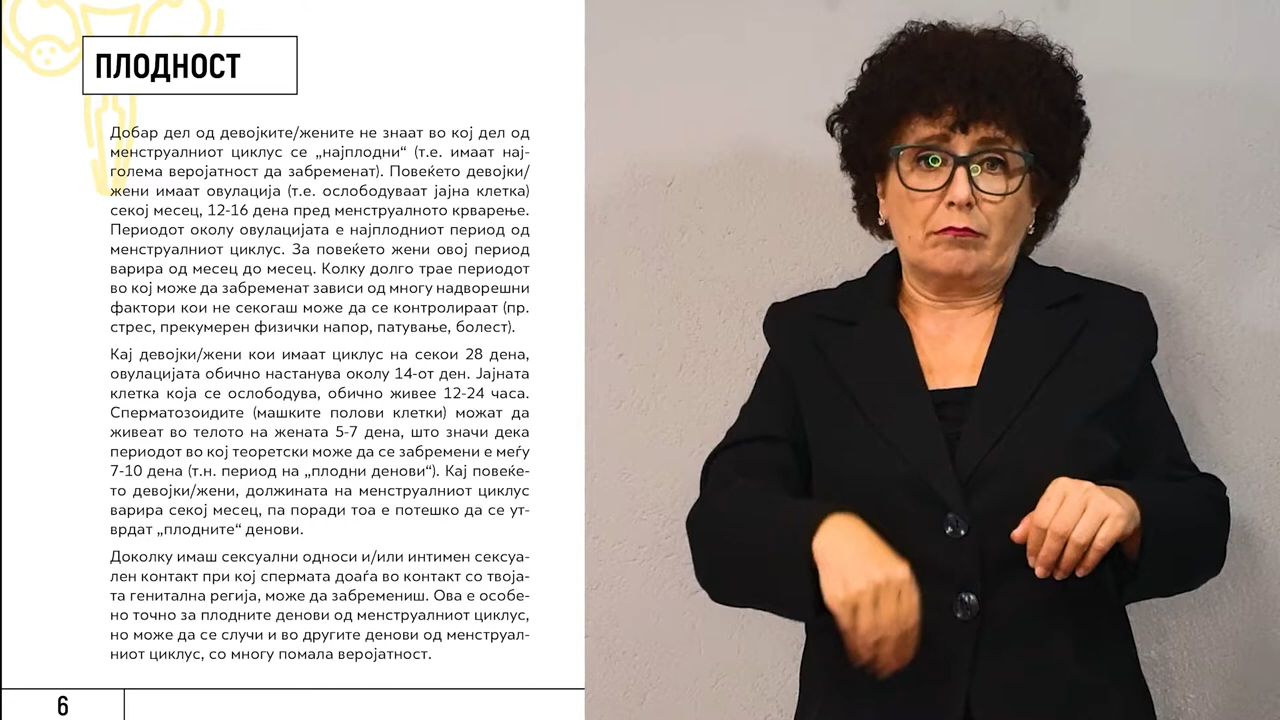 ПЛОДНОСТ
Добар дел од девојките/жените не знаат во кој дел од
менструалниот циклус се „најплодни“ (т.е. имаат нај-
голема веројатност да забременат). Повеќето девојки/
жени имаат овулација (т.е. ослободуваат јајна клетка)
секој месец, 12-16 дена пред менструалното крварење.
Периодот околу овулацијата е најплодниот период од
менструалниот циклус. За повеќето жени овој период
варира од месец до месец. Колку долго трае периодот
во кој може да забременат зависи од многу надворешни
фактори кои не секогаш може да се контролираат (пр.
стрес, прекумерен физички напор, патување, болест).
Кај девојки/жени кои имаат циклус на секои 28 дена,
овулацијата обично настанува околу 14-от ден. Јајната
клетка која се ослободува, обично живее 12-24 часа.
Сперматозоидите (машките полови клетки) можат да
живеат во телото на жената 5-7 дена, што значи дека
периодот во кој теоретски може да се забремени е меѓу
7-10 дена (т.н. период на „плодни денови“). Кај повеќе-
то девојки/жени, должината на менструалниот циклус
варира секој месец, па поради тоа е потешко да се ут-
врдат „плодните“ денови.
Доколку имаш сексуални односи и/или интимен сексуа-
лен контакт при кој спермата доаѓа во контакт со твоја-
та генитална регија, може да забремениш. Ова е особе-
но точно за плодните денови од менструалниот циклус,
но може да се случи и во другите денови од менструал-
ниот циклус, со многу помала веројатност.
6